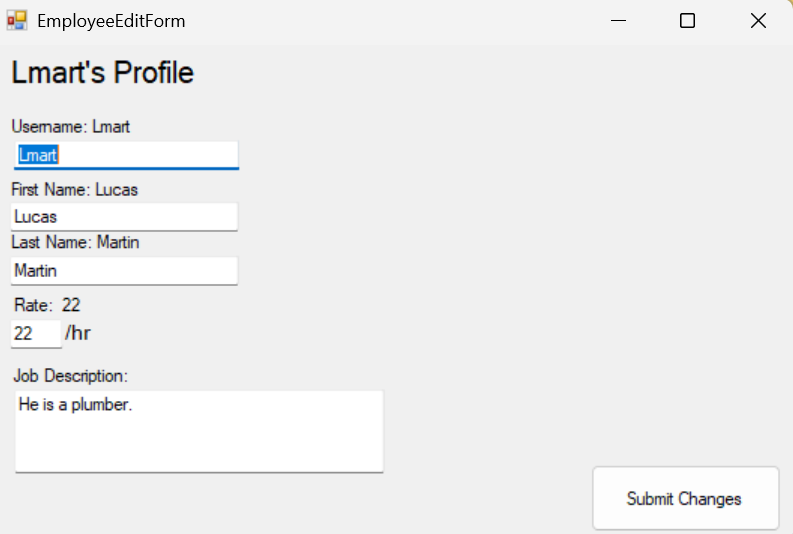 EmployeeEditForm
Lmart's Profile
Username: Lmart
Lmart
First Name: Lucas
Lucas
Last Name: Martin
Martin
Rate: 22
22 /hr
Job Description:
He is a plumber.
Submit Changes